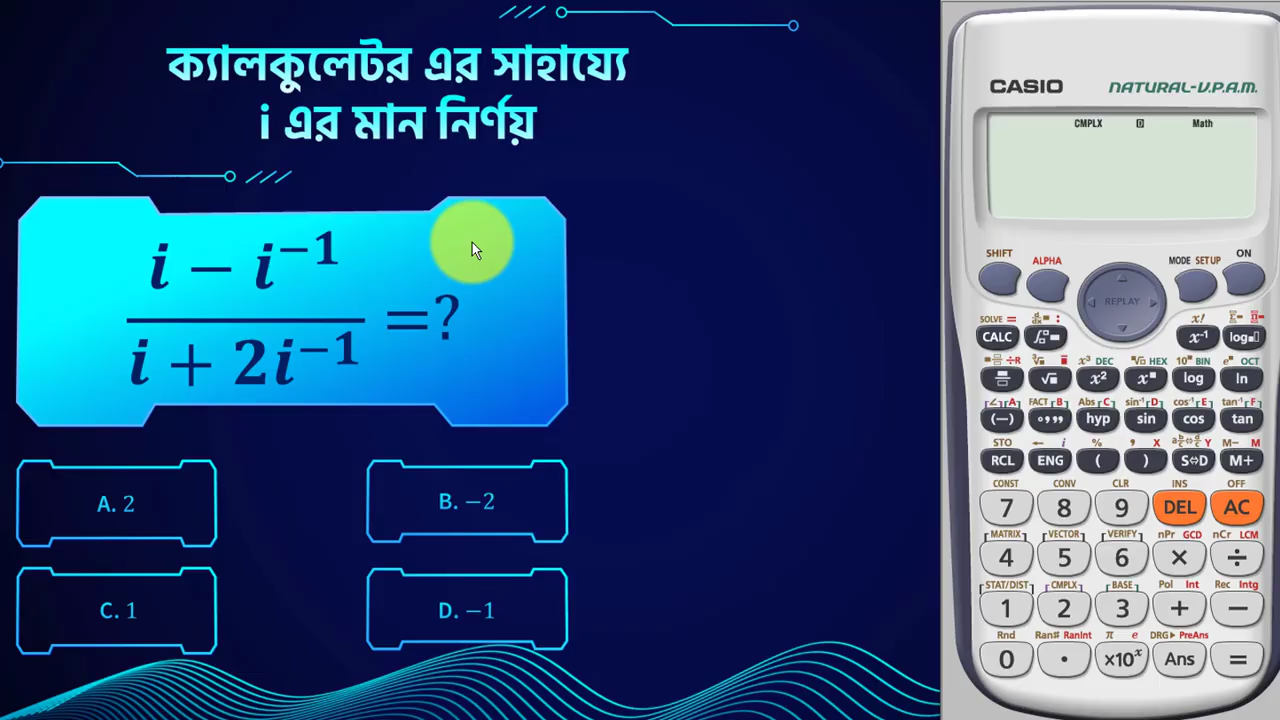 ক্যালকুলেটর এর সাহায্যে
i এর মান নির্ণয়
i − i⁻¹
i + 2i⁻¹
=?
A. 2
B. −2
C. 1
D. −1
CASIO NATURAL-V.P.A.M.
CMPLX D Math
SHIFT ALPHA MODE SETUP ON
REPLAY
SOLVE = d/dx : x! Σ Π
CALC ∫ x⁻¹ log
÷R ³√ x³ DEC √ HEX 10 BIN e OCT
√ x² x log ln
∠ A FACT B Abs C sin⁻¹ D cos⁻¹ E tan⁻¹ F
(−) °,,, hyp sin cos tan
STO ← i % , X a b/c⇔d/c Y M− M
RCL ENG ( ) S⇔D M+
CONST CONV CLR INS OFF
7 8 9 DEL AC
MATRIX VECTOR VERIFY nPr GCD nCr LCM
4 5 6 × ÷
STAT/DIST CMPLX BASE Pol Int Rec Intg
1 2 3 + −
Rnd Ran# RanInt π e DRG▶ PreAns
0 • ×10ˣ Ans =